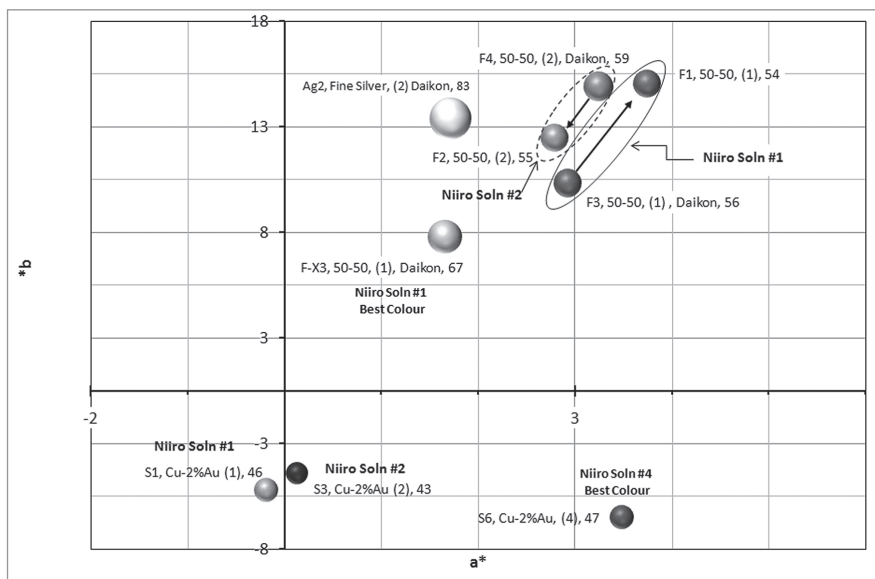 18
F4, 50-50, (2), Daikon, 59
F1, 50-50, (1), 54
Ag2, Fine Silver, (2) Daikon, 83
13
F2, 50-50, (2), 55
Niiro Soln #1
Niiro Soln #2
F3, 50-50, (1) , Daikon, 56
8
*b
F-X3, 50-50, (1), Daikon, 67
Niiro Soln #1
Best Colour
3
-2
3
Niiro Soln #1
-3
S1, Cu-2%Au (1), 46
Niiro Soln #2
S3, Cu-2%Au (2), 43
Niiro Soln #4
Best Colour
S6, Cu-2%Au, (4), 47
-8
a*